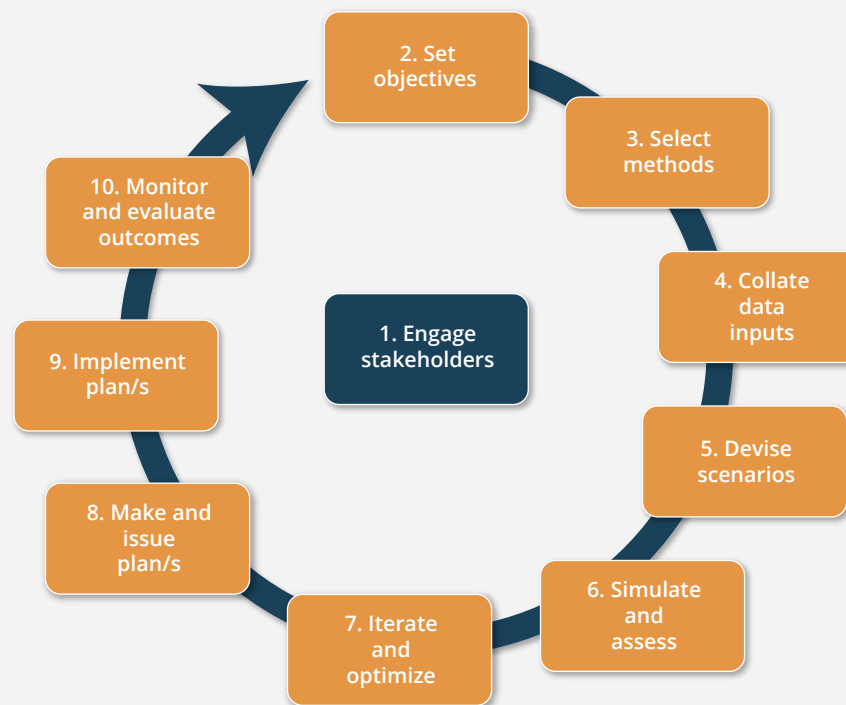 1. Engage
stakeholders
2. Set
objectives
3. Select
methods
4. Collate
data
inputs
5. Devise
scenarios
6. Simulate
and
assess
7. Iterate
and
optimize
8. Make and
issue
plan/s
9. Implement
plan/s
10. Monitor
and evaluate
outcomes